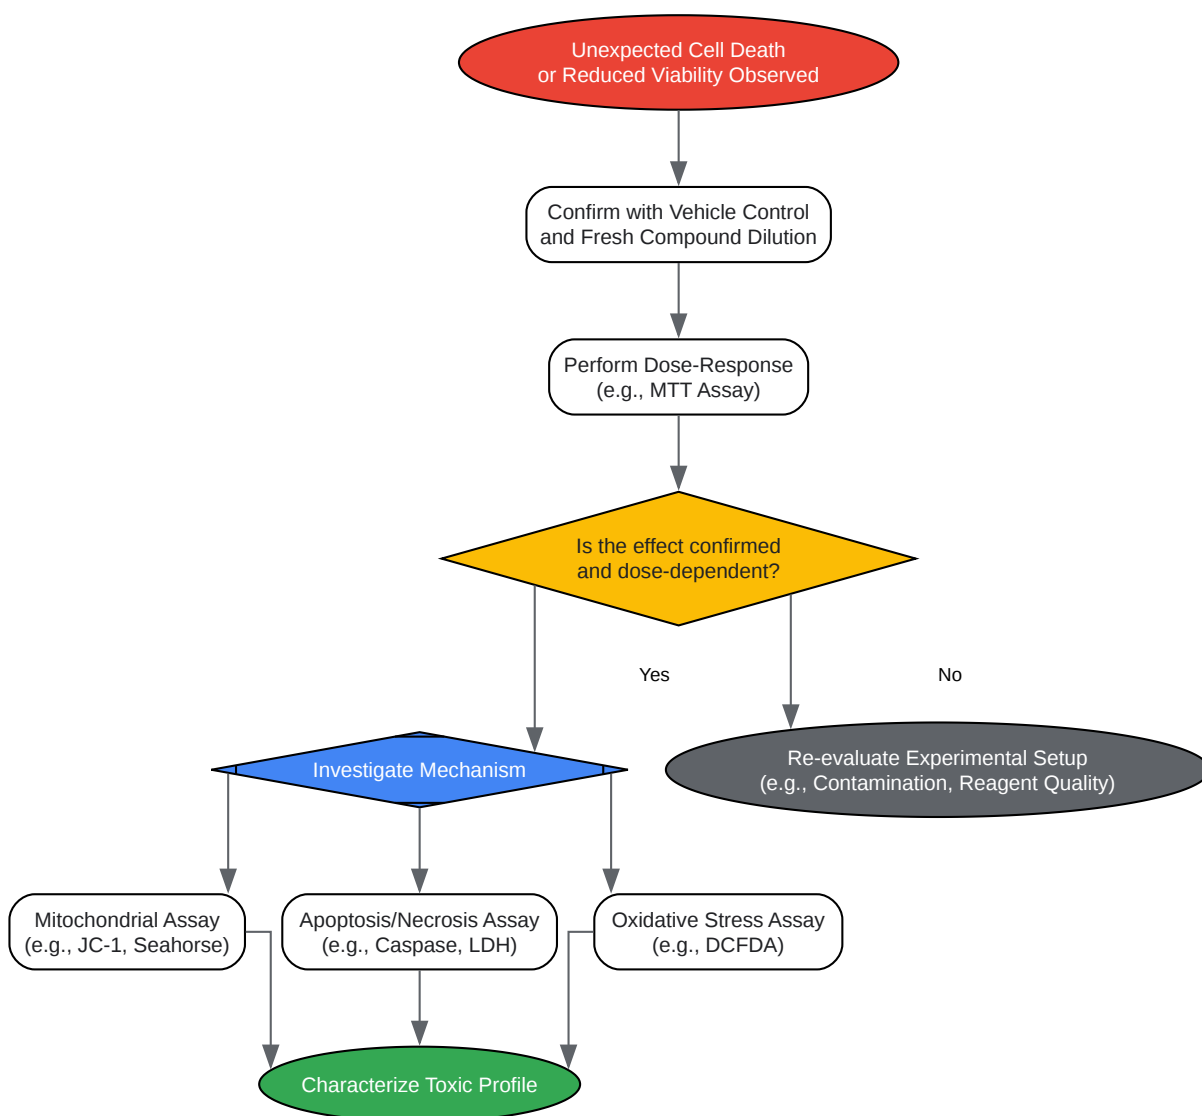 Unexpected Cell Death
or Reduced Viability Observed
Confirm with Vehicle Control
and Fresh Compound Dilution
Perform Dose-Response
(e.g., MTT Assay)
Is the effect confirmed
and dose-dependent?
Yes
No
Investigate Mechanism
Re-evaluate Experimental Setup
(e.g., Contamination, Reagent Quality)
Mitochondrial Assay
(e.g., JC-1, Seahorse)
Apoptosis/Necrosis Assay
(e.g., Caspase, LDH)
Oxidative Stress Assay
(e.g., DCFDA)
Characterize Toxic Profile